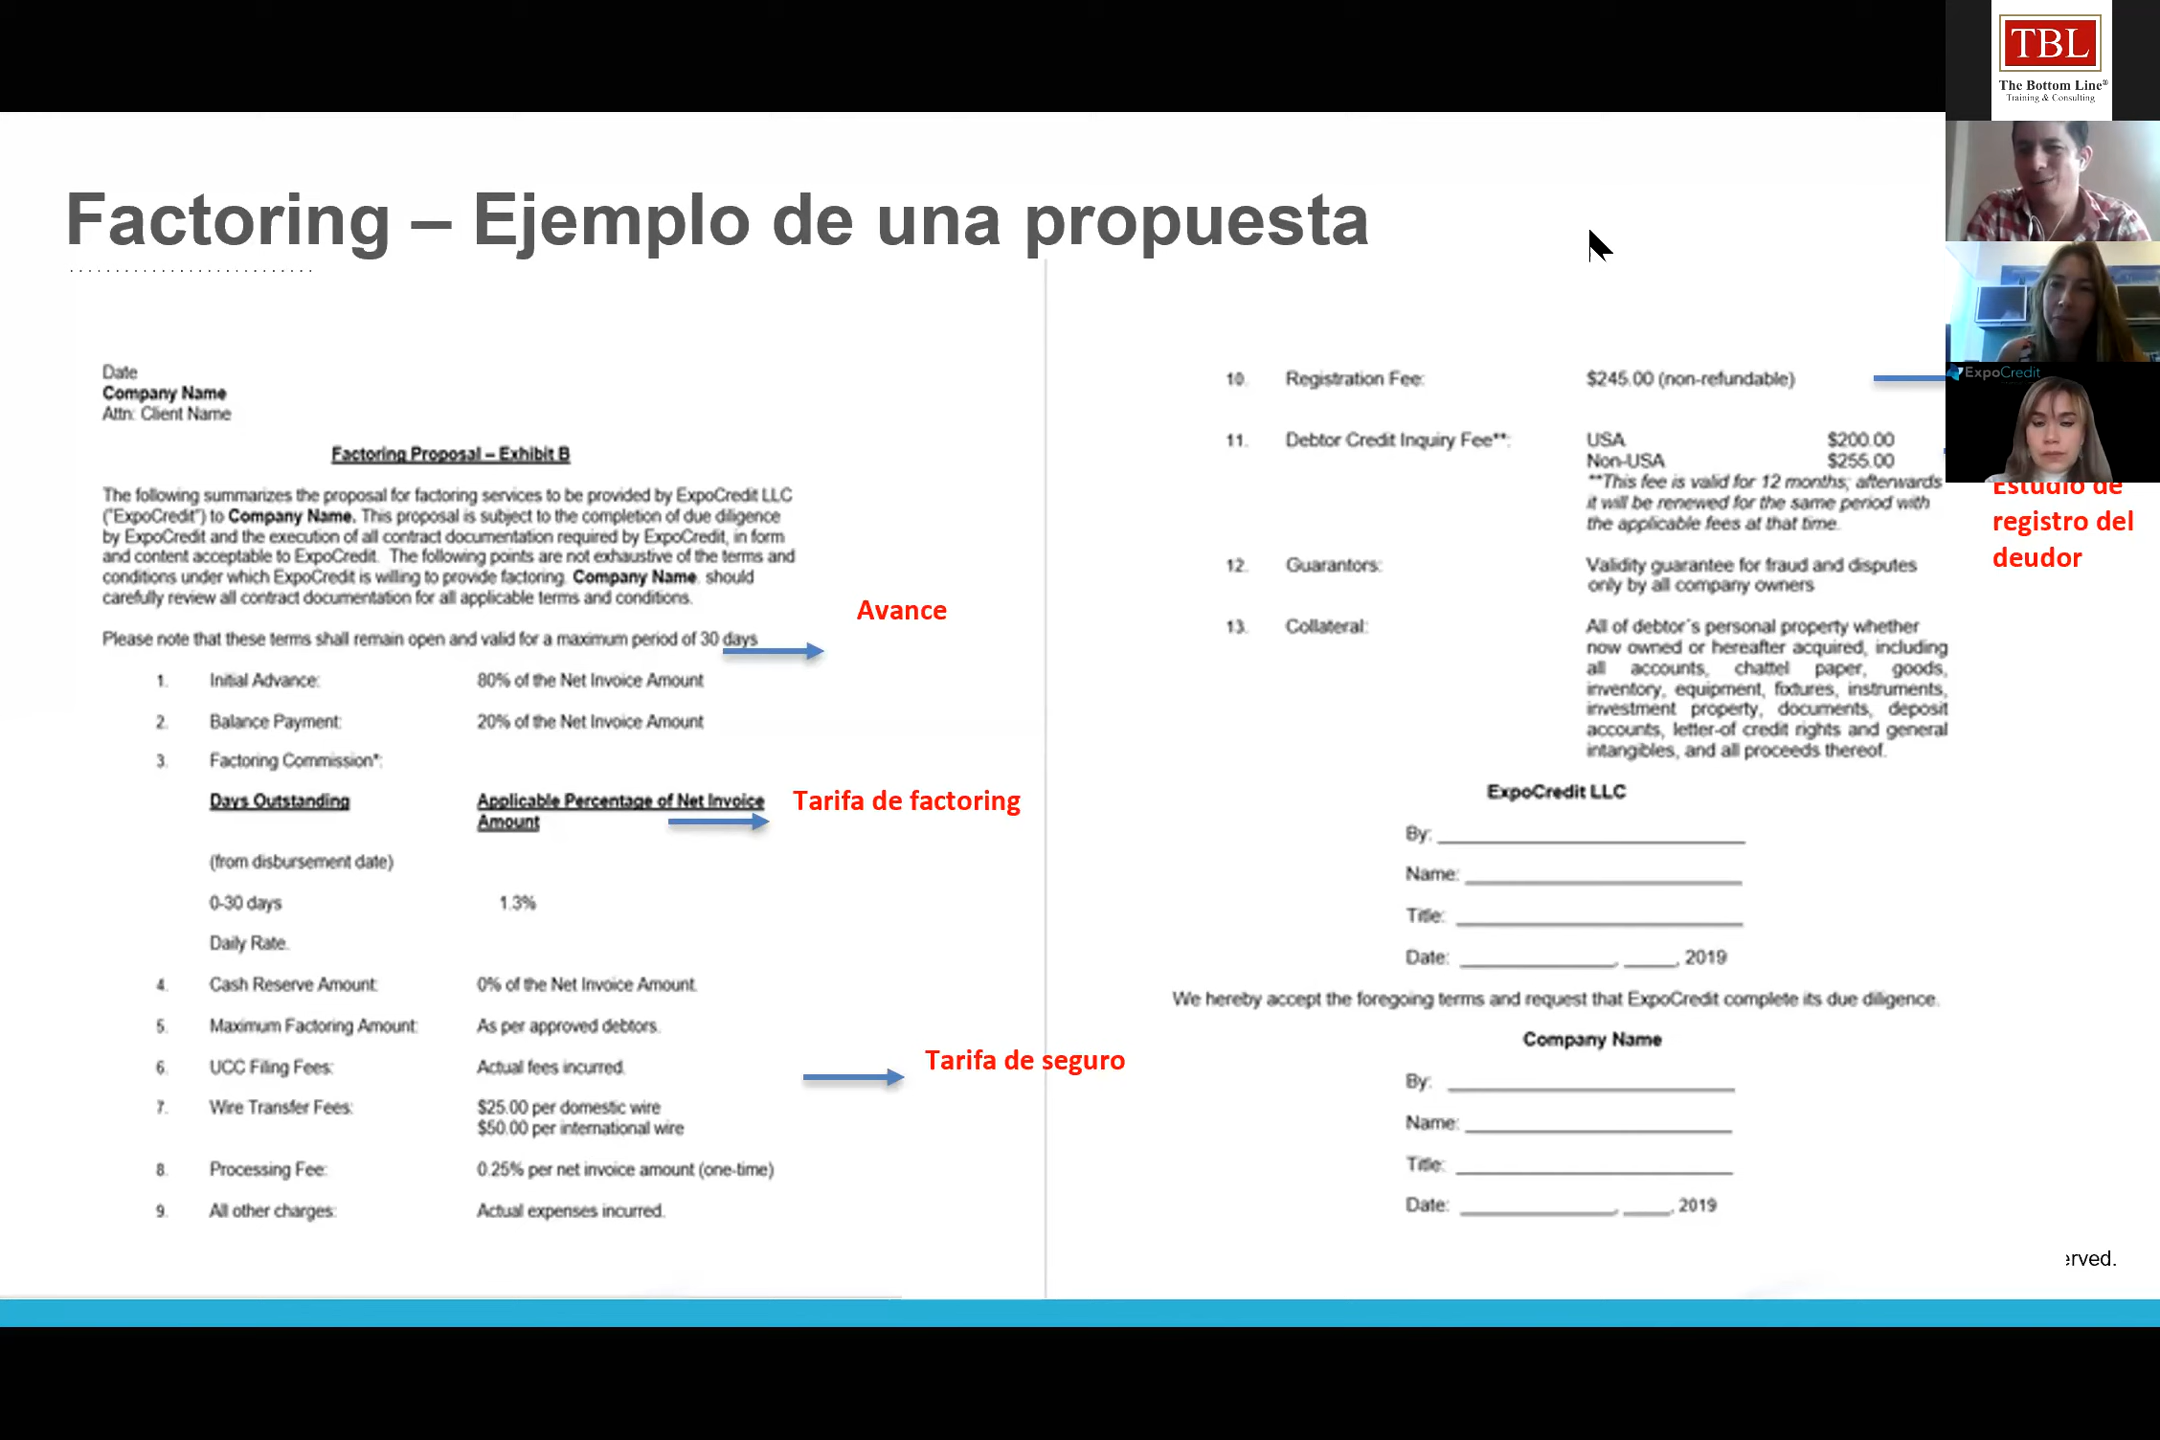 TBL
The Bottom Line®
Training & Consulting
Factoring – Ejemplo de una propuesta
Date
Company Name
Attn: Client Name
Factoring Proposal – Exhibit B
The following summarizes the proposal for factoring services to be provided by ExpoCredit LLC
("ExpoCredit") to Company Name. This proposal is subject to the completion of due diligence
by ExpoCredit and the execution of all contract documentation required by ExpoCredit, in form
and content acceptable to ExpoCredit. The following points are not exhaustive of the terms and
conditions under which ExpoCredit is willing to provide factoring. Company Name should
carefully review all contract documentation for all applicable terms and conditions.
Please note that these terms shall remain open and valid for a maximum period of 30 days
Avance
1. Initial Advance: 80% of the Net Invoice Amount
2. Balance Payment: 20% of the Net Invoice Amount
3. Factoring Commission*:
Days Outstanding Applicable Percentage of Net Invoice
Amount
Tarifa de factoring
(from disbursement date)
0-30 days 1.3%
Daily Rate.
4. Cash Reserve Amount: 0% of the Net Invoice Amount.
5. Maximum Factoring Amount: As per approved debtors.
6. UCC Filing Fees: Actual fees incurred.
Tarifa de seguro
7. Wire Transfer Fees: $25.00 per domestic wire
$50.00 per international wire
8. Processing Fee: 0.25% per net invoice amount (one-time)
9. All other charges: Actual expenses incurred.
10. Registration Fee: $245.00 (non-refundable)
11. Debtor Credit Inquiry Fee**: USA $200.00
Non-USA $255.00
**This fee is valid for 12 months; afterwards
it will be renewed for the same period with
the applicable fees at that time.
12. Guarantors: Validity guarantee for fraud and disputes
only by all company owners
13. Collateral: All of debtor´s personal property whether
now owned or hereafter acquired, including
all accounts, chattel paper, goods,
inventory, equipment, fixtures, instruments,
investment property, documents, deposit
accounts, letter-of credit rights and general
intangibles, and all proceeds thereof.
ExpoCredit
Estudio de
registro del
deudor
ExpoCredit LLC
By:
Name:
Title:
Date: , , 2019
We hereby accept the foregoing terms and request that ExpoCredit complete its due diligence.
Company Name
By:
Name:
Title:
Date: , , 2019
erved.